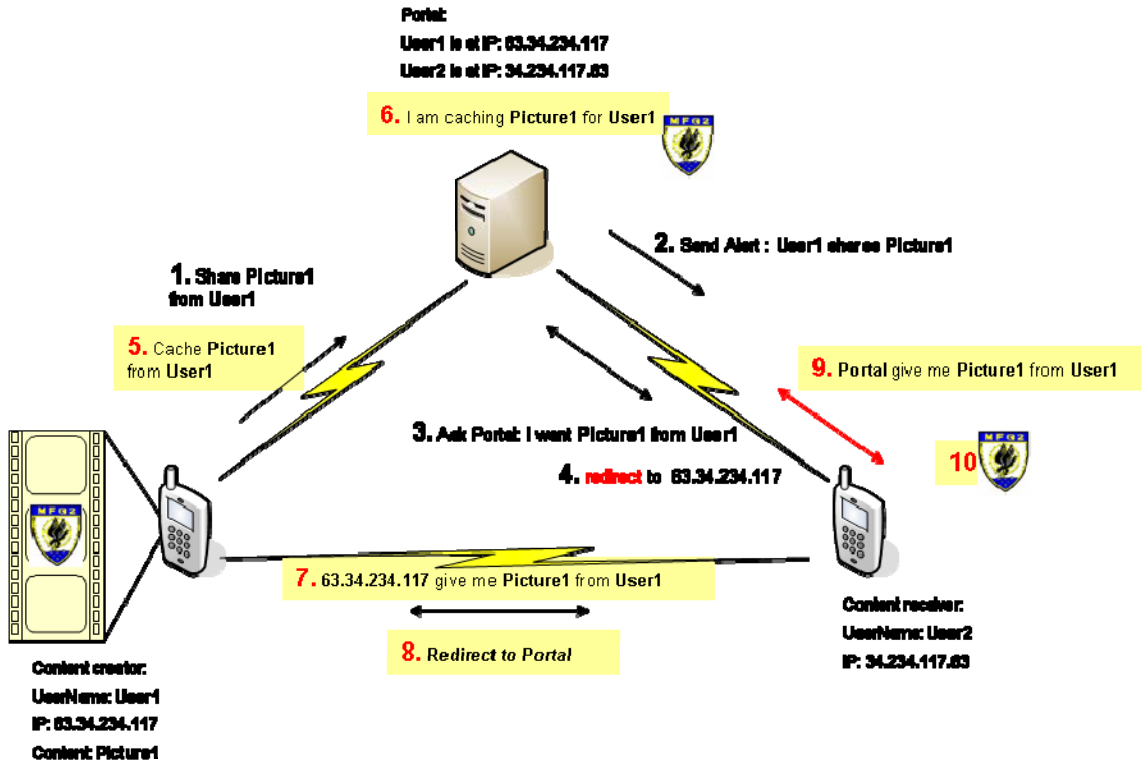 Portal:
User1 is at IP: 63.34.234.117
User2 is at IP: 34.234.117.63
6. I am caching Picture1 for User1
MFG2
2. Send Alert : User1 shares Picture1
1. Share Picture1
from User1
5. Cache Picture1
from User1
9. Portal give me Picture1 from User1
3. Ask Portal: I want Picture1 from User1
4. redirect to 63.34.234.117
10
MFG2
MFG2
7. 63.34.234.117 give me Picture1 from User1
8. Redirect to Portal
Content receiver:
UserName: User2
IP: 34.234.117.63
Content creator:
UserName: User1
IP: 63.34.234.117
Content: Picture1